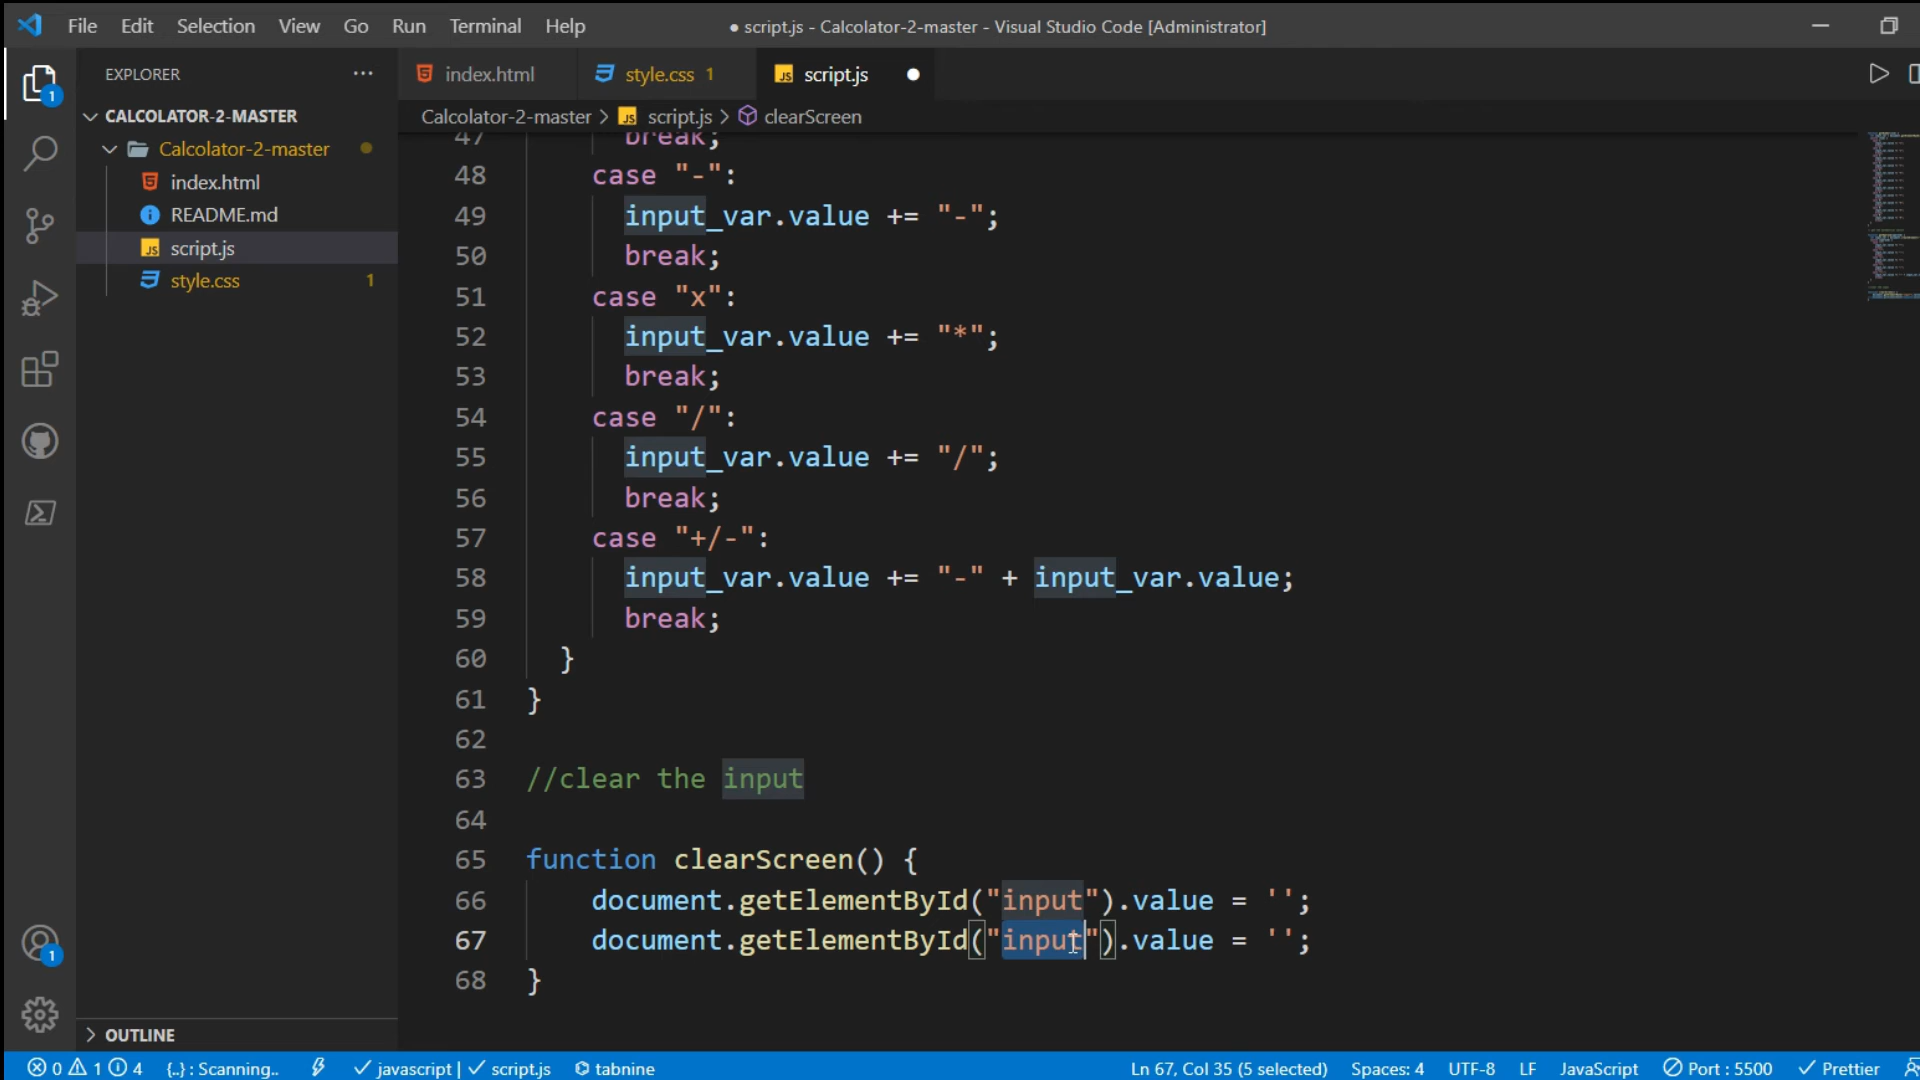 File Edit Selection View Go Run Terminal Help ● script.js - Calcolator-2-master - Visual Studio Code [Administrator]
EXPLORER ···
index.html
style.css 1
script.js
1
CALCOLATOR-2-MASTER
Calcolator-2-master
index.html
README.md
script.js
style.css 1
Calcolator-2-master > JS script.js > clearScreen
47 break;
48 case "-":
49 input_var.value += "-";
50 break;
51 case "x":
52 input_var.value += "*";
53 break;
54 case "/":
55 input_var.value += "/";
56 break;
57 case "+/-":
58 input_var.value += "-" + input_var.value;
59 break;
60 }
61 }
62
63 //clear the input
64
65 function clearScreen() {
66 document.getElementById("input").value = '';
67 document.getElementById("input").value = '';
68 }
1
OUTLINE
0 1 4 {..} : Scanning.. javascript | script.js tabnine Ln 67, Col 35 (5 selected) Spaces: 4 UTF-8 LF JavaScript Port : 5500 Prettier